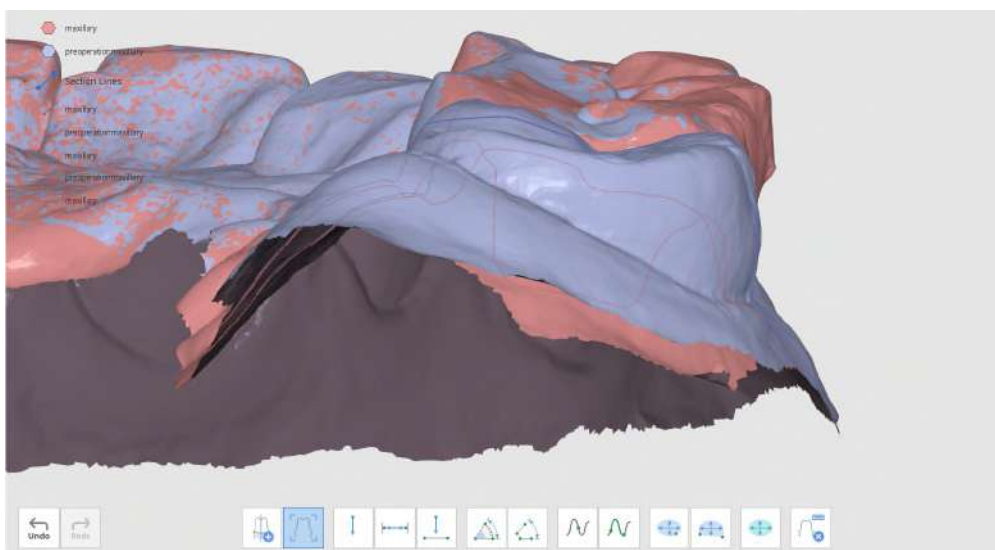 maxillary
preoperationmaxillary
Section Lines
maxillary
preoperationmaxillary
maxillary
preoperationmaxillary
maxillary
Undo
Redo